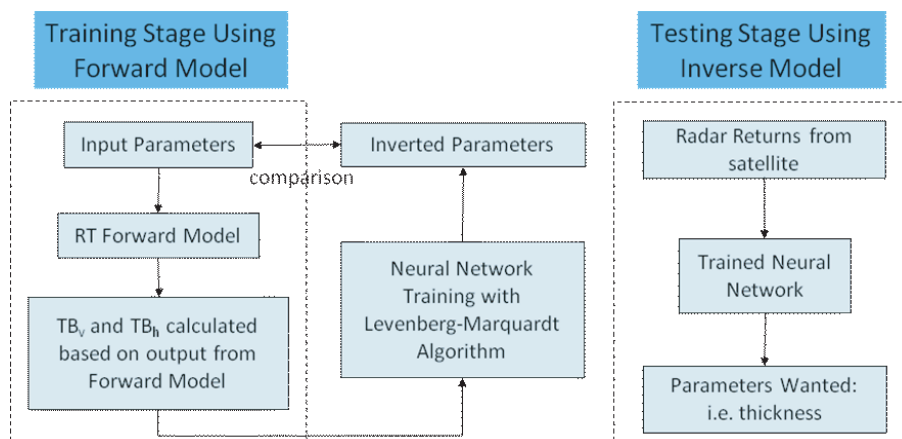 Training Stage Using
Forward Model
Testing Stage Using
Inverse Model
Input Parameters
comparison
Inverted Parameters
RT Forward Model
TBv and TBh calculated
based on output from
Forward Model
Neural Network
Training with
Levenberg-Marquardt
Algorithm
Radar Returns from
satellite
Trained Neural
Network
Parameters Wanted:
i.e. thickness